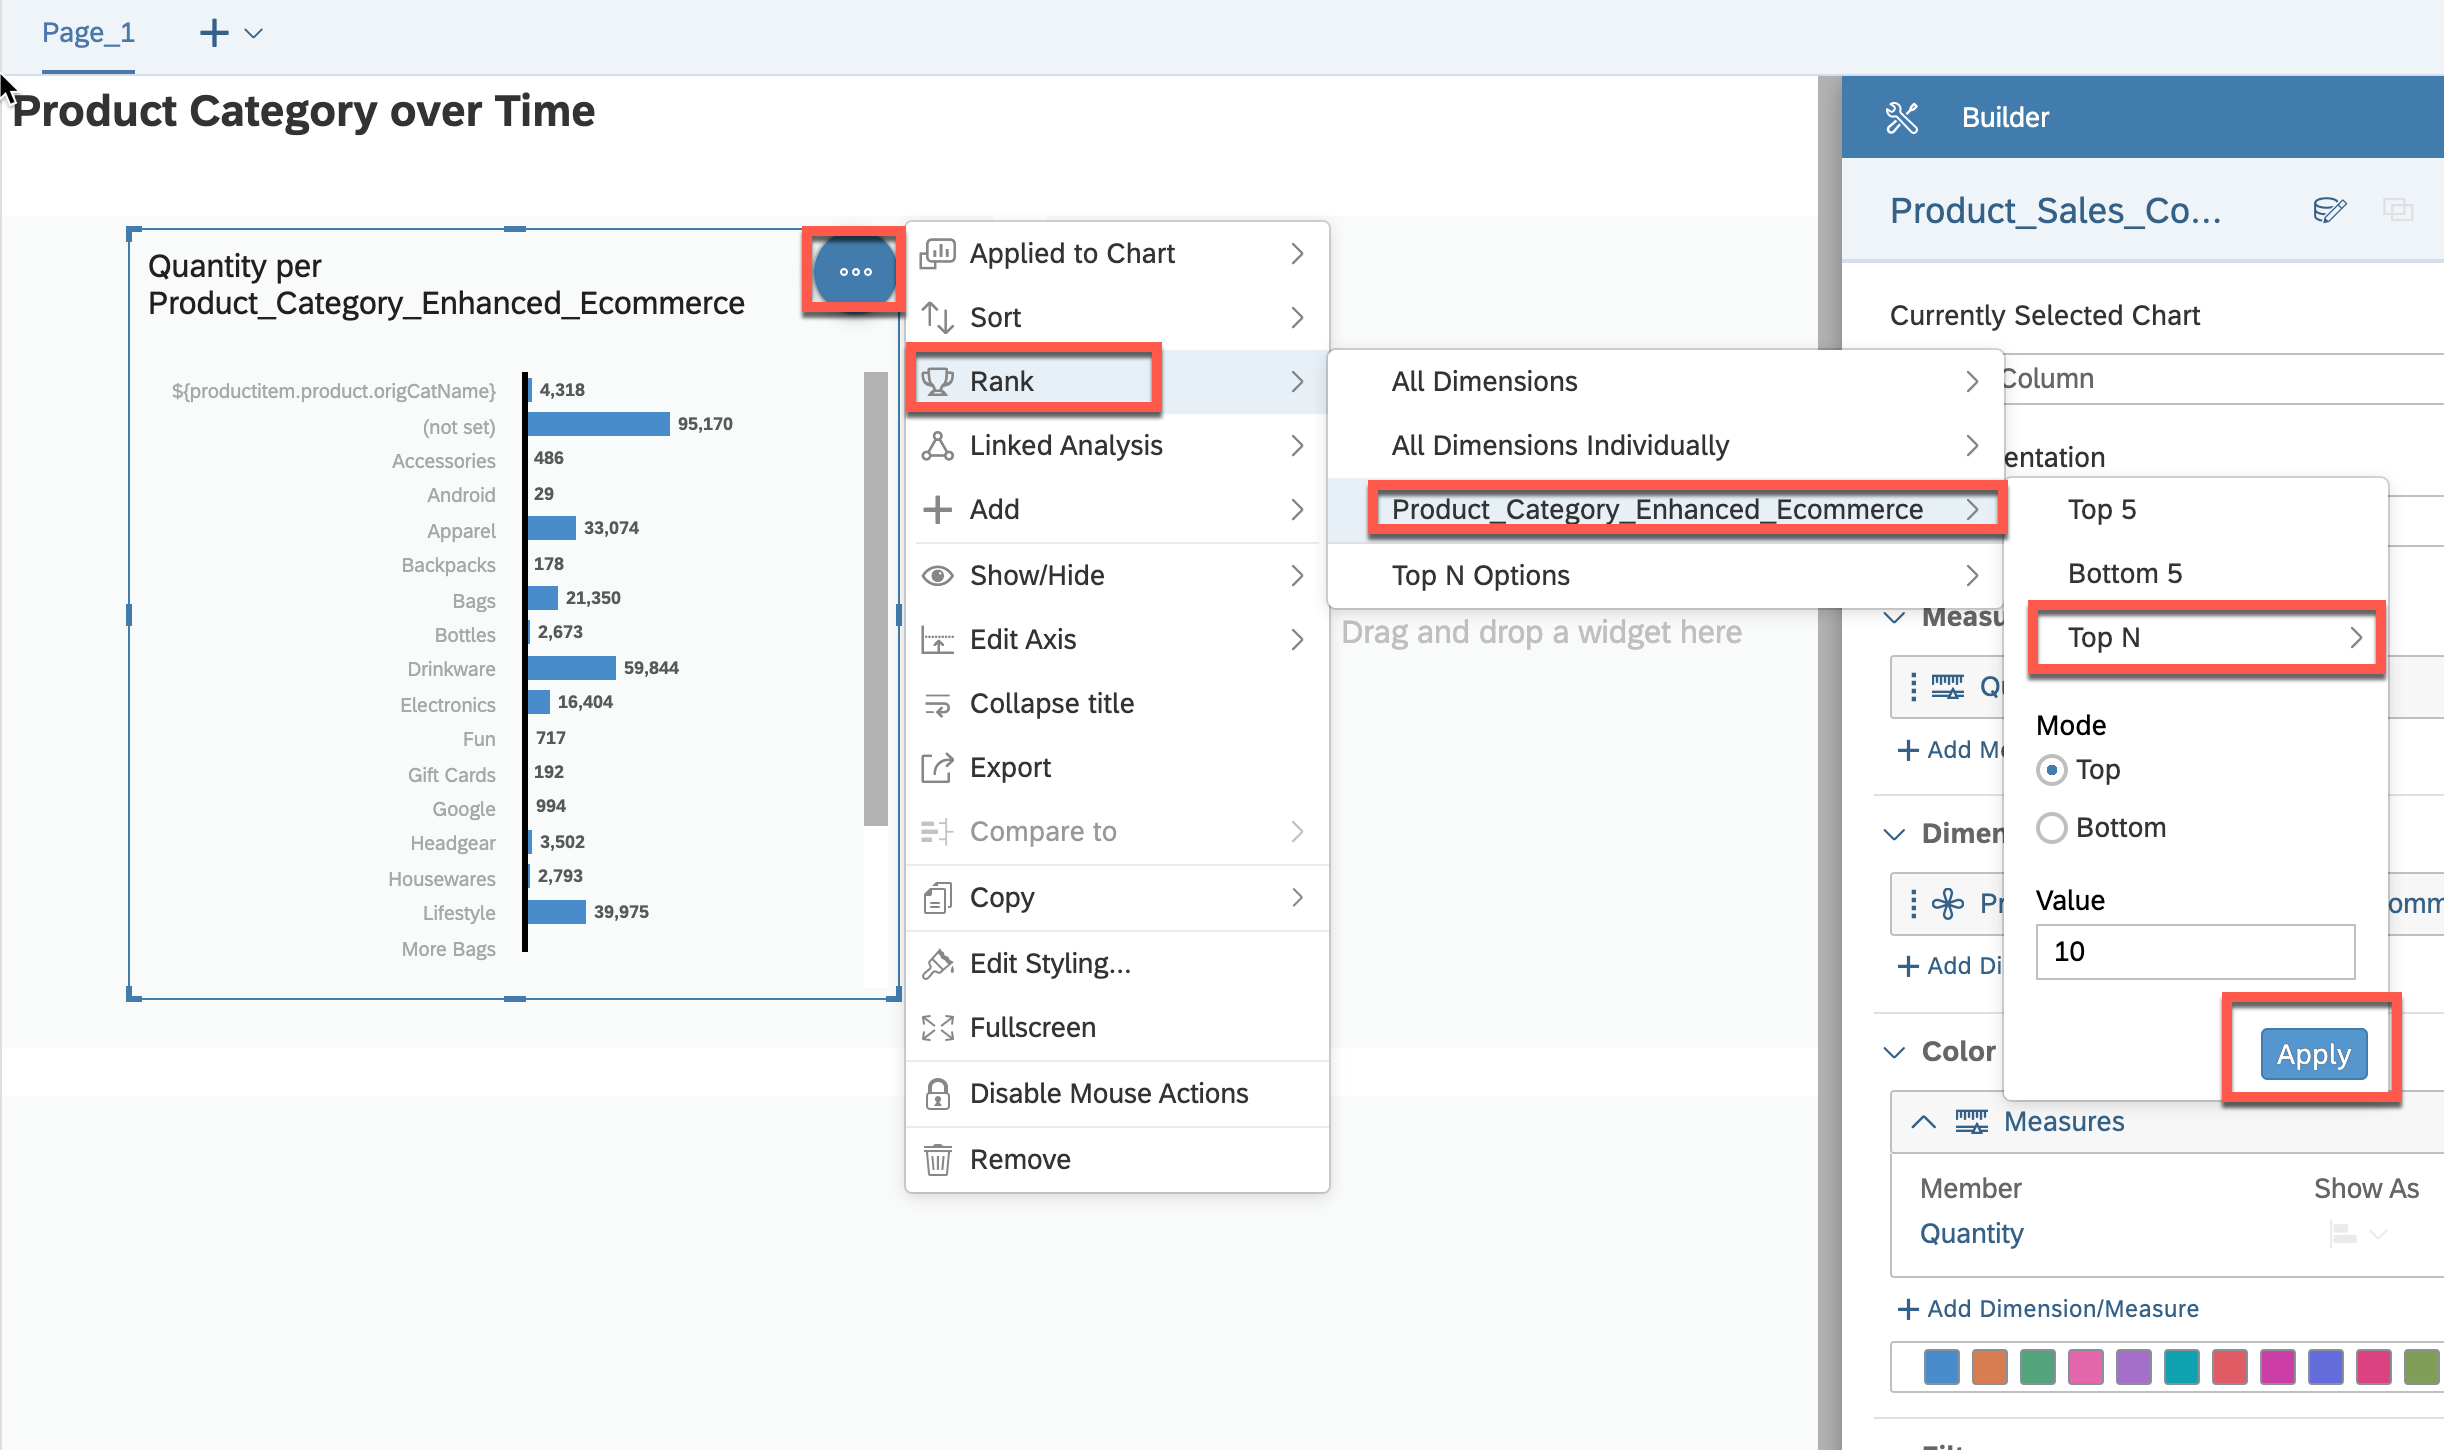 Page_1
Product Category over Time
Quantity per
Product_Category_Enhanced_Ecommerce
${productitem.product.origCatName} 4,318
(not set) 95,170
Accessories 486
Android 29
Apparel 33,074
Backpacks 178
Bags 21,350
Bottles 2,673
Drinkware 59,844
Electronics 16,404
Fun 717
Gift Cards 192
Google 994
Headgear 3,502
Housewares 2,793
Lifestyle 39,975
More Bags
Applied to Chart
Sort
Rank
Linked Analysis
Add
Show/Hide
Edit Axis
Collapse title
Export
Compare to
Copy
Edit Styling...
Fullscreen
Disable Mouse Actions
Remove
All Dimensions
All Dimensions Individually
Product_Category_Enhanced_Ecommerce
Top N Options
Drag and drop a widget here
Top 5
Bottom 5
Top N
Mode
Top
Bottom
Value
10
Apply
Builder
Product_Sales_Co...
Currently Selected Chart
Column
entation
Measu
Qu
Add Me
Dimen
Pr omm
Add Di
Color
Measures
Member Show As
Quantity
Add Dimension/Measure